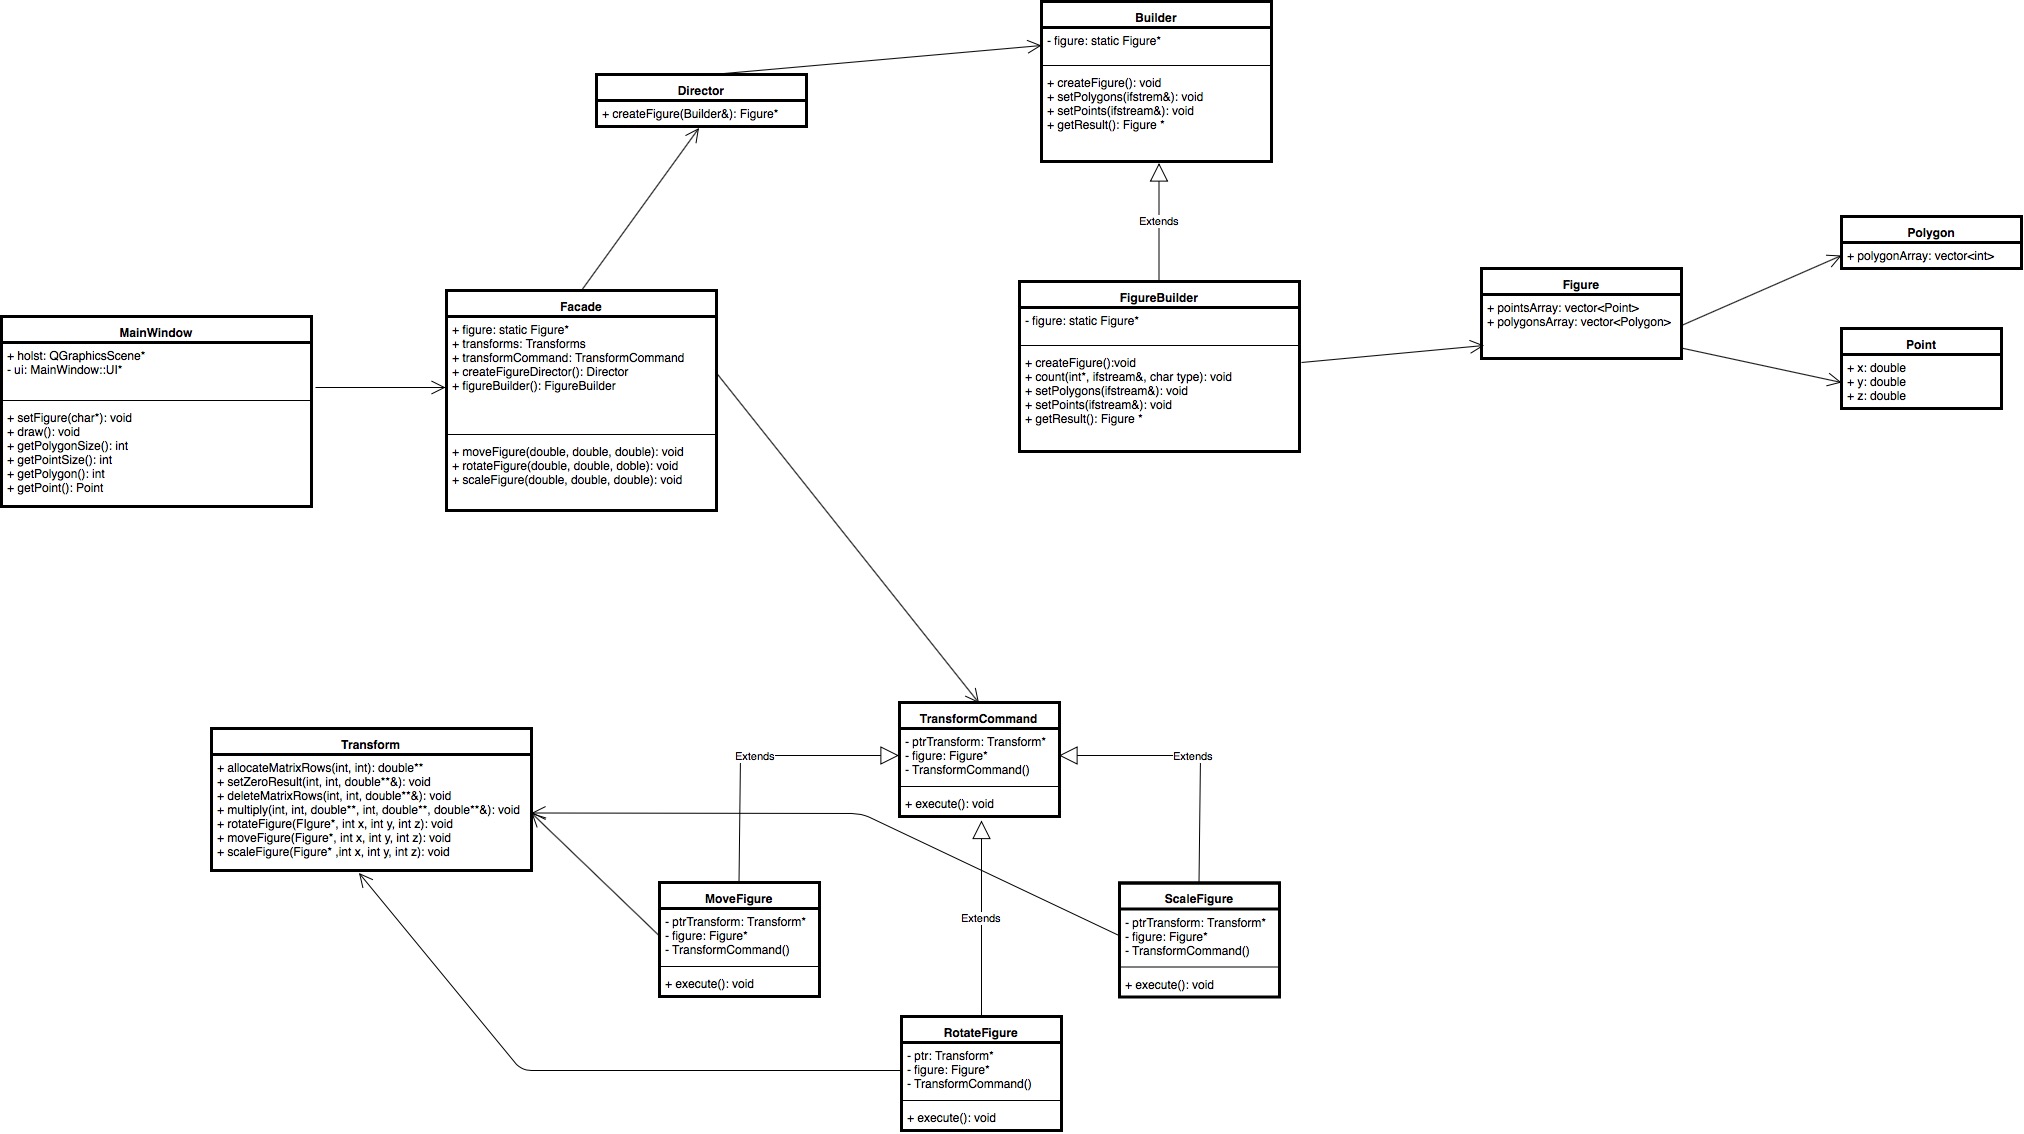 Builder
- figure: static Figure*
+ createFigure(): void
+ setPolygons(ifstrem&): void
+ setPoints(ifstream&): void
+ getResult(): Figure *
Director
+ createFigure(Builder&): Figure*
Extends
Polygon
+ polygonArray: vector<int>
Figure
+ pointsArray: vector<Point>
+ polygonsArray: vector<Polygon>
FigureBuilder
- figure: static Figure*
+ createFigure():void
+ count(int*, ifstream&, char type): void
+ setPolygons(ifstream&): void
+ setPoints(ifstream&): void
+ getResult(): Figure *
Point
+ x: double
+ y: double
+ z: double
Facade
+ figure: static Figure*
+ transforms: Transforms
+ transformCommand: TransformCommand
+ createFigureDirector(): Director
+ figureBuilder(): FigureBuilder
+ moveFigure(double, double, double): void
+ rotateFigure(double, double, doble): void
+ scaleFigure(double, double, double): void
MainWindow
+ holst: QGraphicsScene*
- ui: MainWindow::UI*
+ setFigure(char*): void
+ draw(): void
+ getPolygonSize(): int
+ getPointSize(): int
+ getPolygon(): int
+ getPoint(): Point
TransformCommand
- ptrTransform: Transform*
- figure: Figure*
- TransformCommand()
+ execute(): void
Transform
+ allocateMatrixRows(int, int): double**
+ setZeroResult(int, int, double**&): void
+ deleteMatrixRows(int, int, double**&): void
+ multiply(int, int, double**, int, double**, double**&): void
+ rotateFigure(FIgure*, int x, int y, int z): void
+ moveFigure(Figure*, int x, int y, int z): void
+ scaleFigure(Figure* ,int x, int y, int z): void
Extends
Extends
MoveFigure
- ptrTransform: Transform*
- figure: Figure*
- TransformCommand()
+ execute(): void
Extends
ScaleFigure
- ptrTransform: Transform*
- figure: Figure*
- TransformCommand()
+ execute(): void
RotateFigure
- ptr: Transform*
- figure: Figure*
- TransformCommand()
+ execute(): void